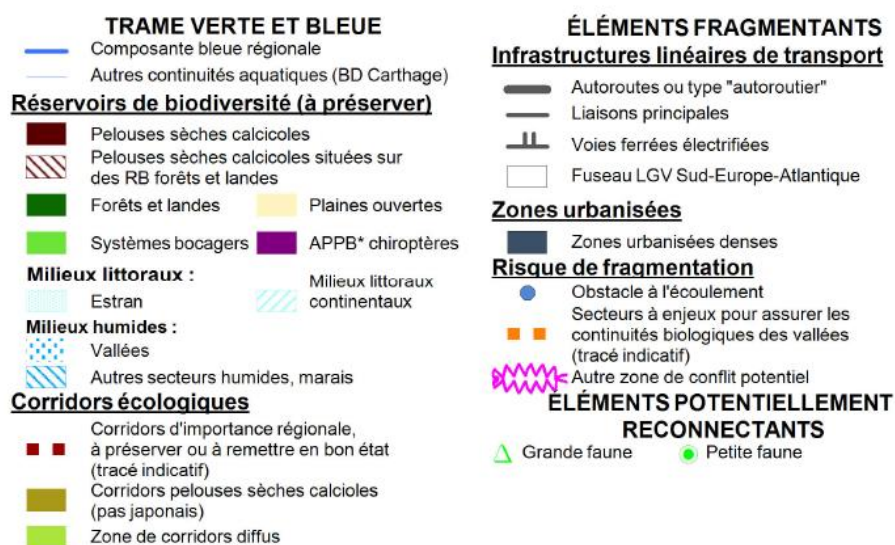 TRAME VERTE ET BLEUE
Composante bleue régionale
Autres continuités aquatiques (BD Carthage)
Réservoirs de biodiversité (à préserver)
Pelouses sèches calcicoles
Pelouses sèches calcicoles situées sur
des RB forêts et landes
Forêts et landes
Plaines ouvertes
Systèmes bocagers
APPB* chiroptères
Milieux littoraux :
Estran
Milieux littoraux
continentaux
Milieux humides :
Vallées
Autres secteurs humides, marais
Corridors écologiques
Corridors d'importance régionale,
à préserver ou à remettre en bon état
(tracé indicatif)
Corridors pelouses sèches calcioles
(pas japonais)
Zone de corridors diffus
ÉLÉMENTS FRAGMENTANTS
Infrastructures linéaires de transport
Autoroutes ou type "autoroutier"
Liaisons principales
Voies ferrées électrifiées
Fuseau LGV Sud-Europe-Atlantique
Zones urbanisées
Zones urbanisées denses
Risque de fragmentation
Obstacle à l'écoulement
Secteurs à enjeux pour assurer les
continuités biologiques des vallées
(tracé indicatif)
Autre zone de conflit potentiel
ÉLÉMENTS POTENTIELLEMENT
RECONNECTANTS
Grande faune
Petite faune